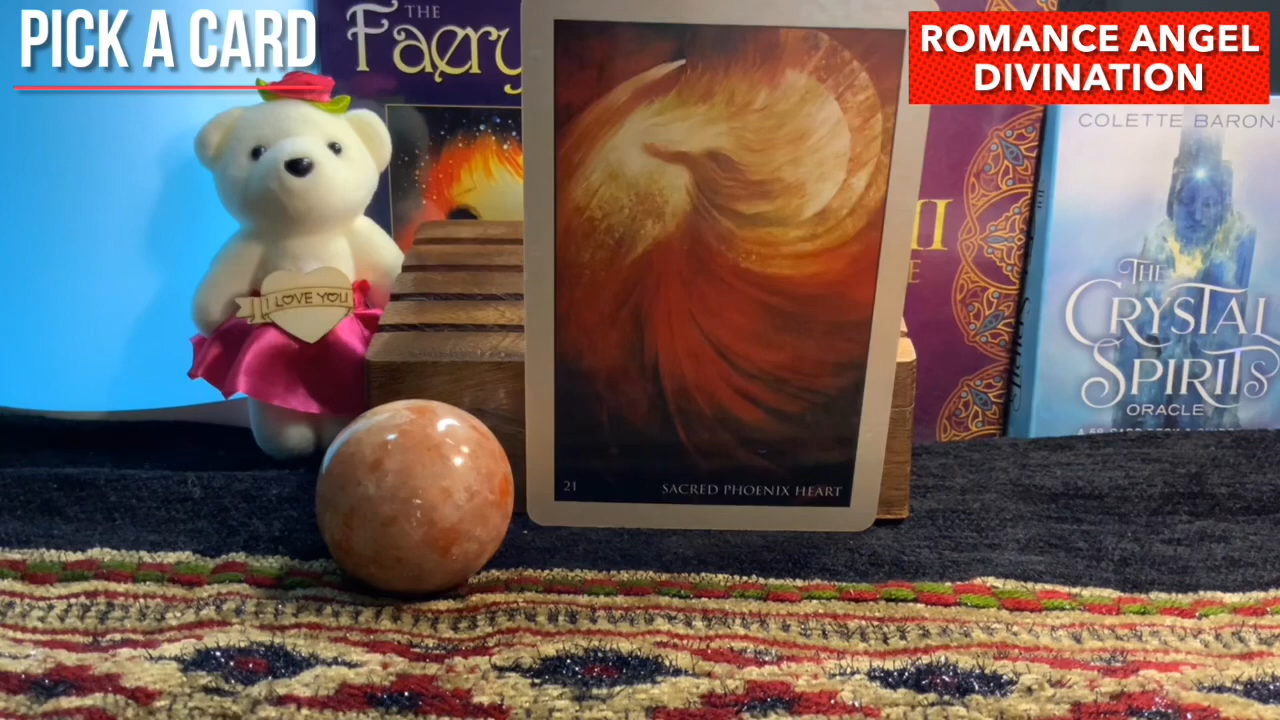 PICK A CARD
ROMANCE ANGEL
DIVINATION
THE
Faery
I LOVE YOU
21
SACRED PHOENIX HEART
II
E
COLETTE BARON-
THE
CRYSTAL
SPIRITS
ORACLE